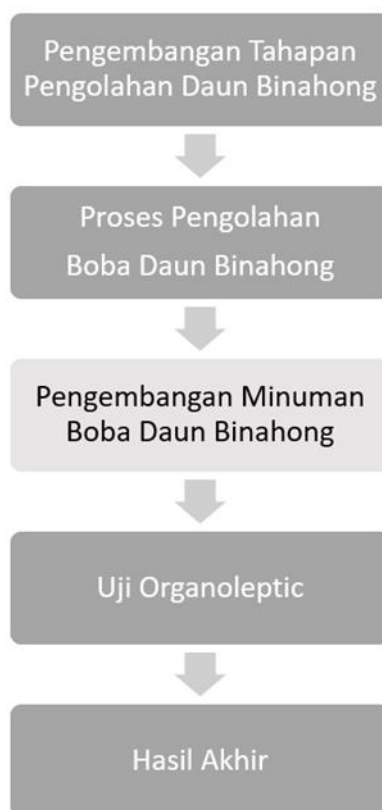 Pengembangan Tahapan
Pengolahan Daun Binahong
Proses Pengolahan
Boba Daun Binahong
Pengembangan Minuman
Boba Daun Binahong
Uji Organoleptic
Hasil Akhir